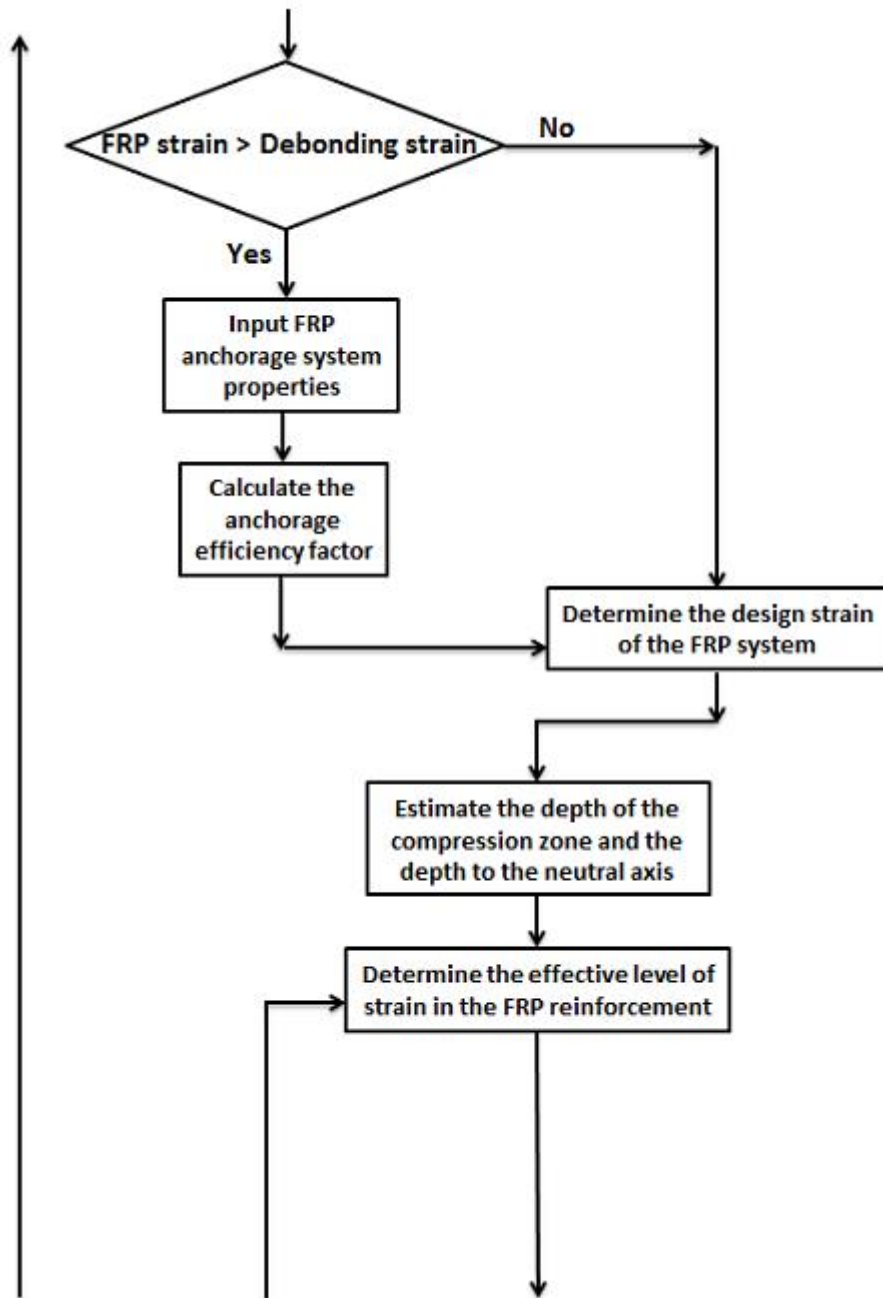 FRP strain > Debonding strain
No
Yes
Input FRP
anchorage system
properties
Calculate the
anchorage
efficiency factor
Determine the design strain
of the FRP system
Estimate the depth of the
compression zone and the
depth to the neutral axis
Determine the effective level of
strain in the FRP reinforcement